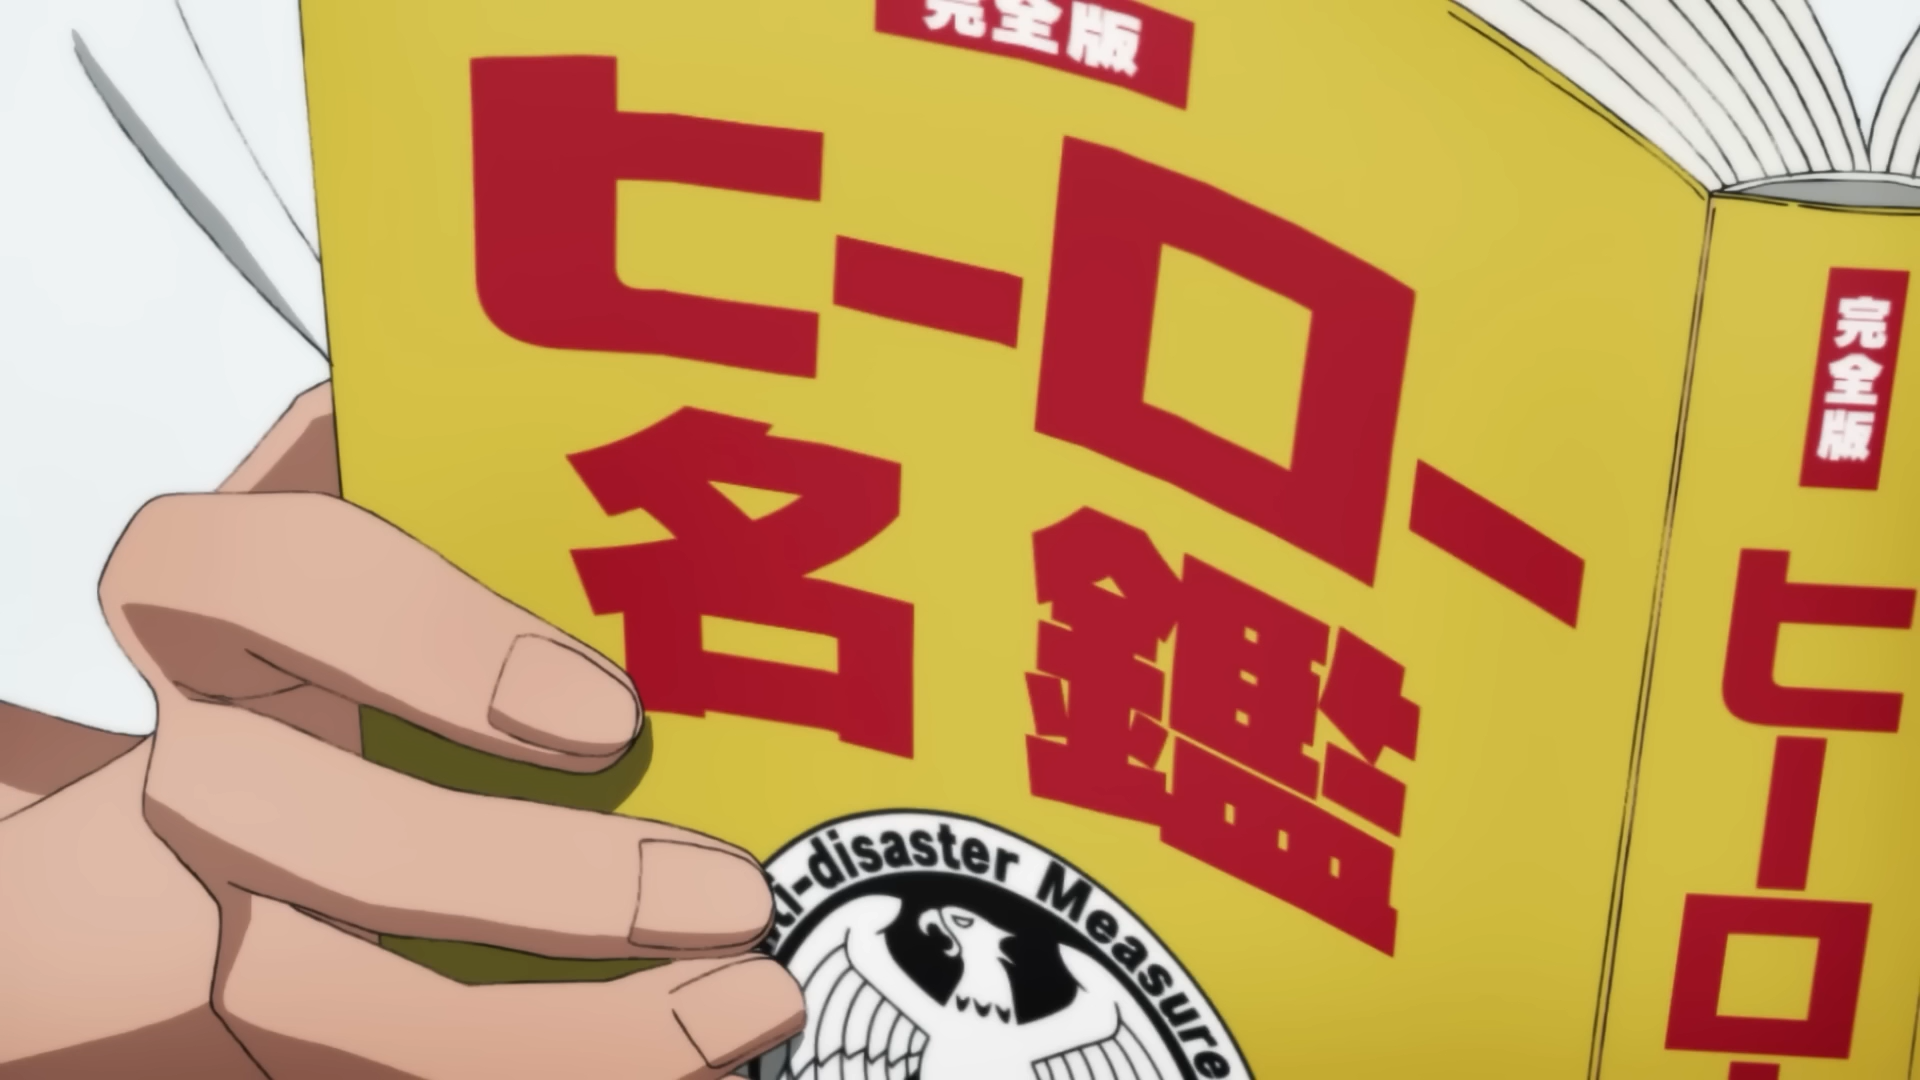 完全版
ヒーロー
名鑑
-disaster Measure
完全版
ヒーロ